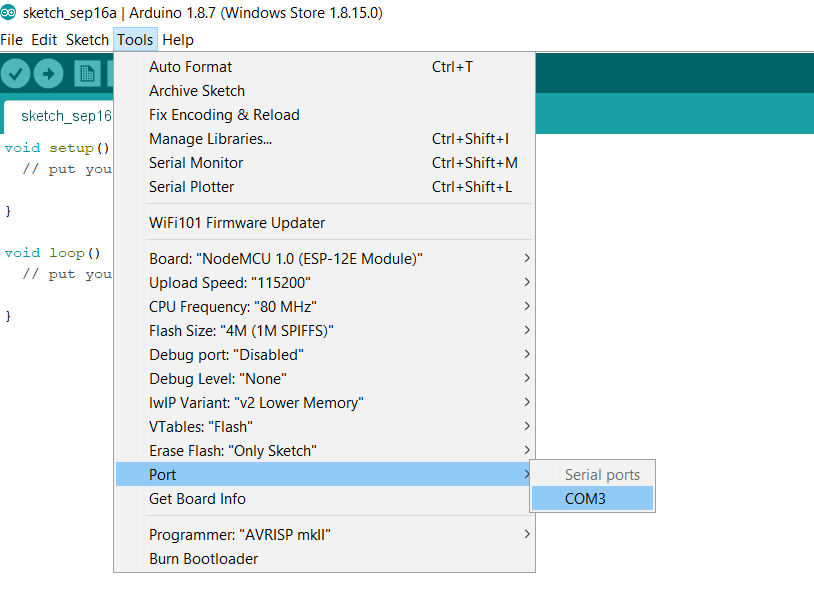 sketch_sep16a | Arduino 1.8.7 (Windows Store 1.8.15.0)
File Edit Sketch Tools Help
sketch_sep16
void setup()
// put you
}
void loop()
// put you
}
Auto Format Ctrl+T
Archive Sketch
Fix Encoding & Reload
Manage Libraries... Ctrl+Shift+I
Serial Monitor Ctrl+Shift+M
Serial Plotter Ctrl+Shift+L
WiFi101 Firmware Updater
Board: "NodeMCU 1.0 (ESP-12E Module)"
Upload Speed: "115200"
CPU Frequency: "80 MHz"
Flash Size: "4M (1M SPIFFS)"
Debug port: "Disabled"
Debug Level: "None"
lwIP Variant: "v2 Lower Memory"
VTables: "Flash"
Erase Flash: "Only Sketch"
Port
Get Board Info
Programmer: "AVRISP mkII"
Burn Bootloader
Serial ports
COM3